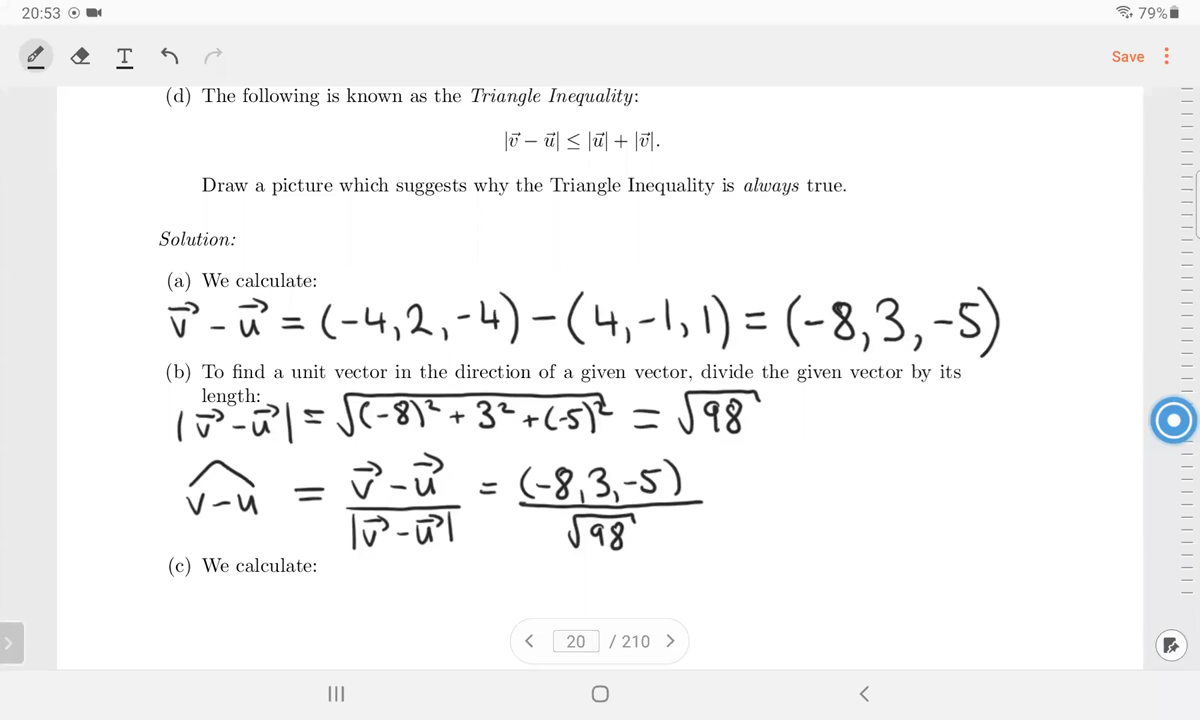 20:53
79%
T
Save
(d) The following is known as the Triangle Inequality:
|v⃗ − u⃗| ≤ |u⃗| + |v⃗|.
Draw a picture which suggests why the Triangle Inequality is always true.
Solution:
(a) We calculate:
v⃗ - u⃗ = (-4,2,-4) - (4,-1,1) = (-8,3,-5)
(b) To find a unit vector in the direction of a given vector, divide the given vector by its
length:
|v⃗ - u⃗| = √((-8)² + 3² + (-5)²) = √98
\widehat{v-u} = (v⃗ - u⃗)/|v⃗ - u⃗| = (-8,3,-5)/√98
(c) We calculate:
20 / 210